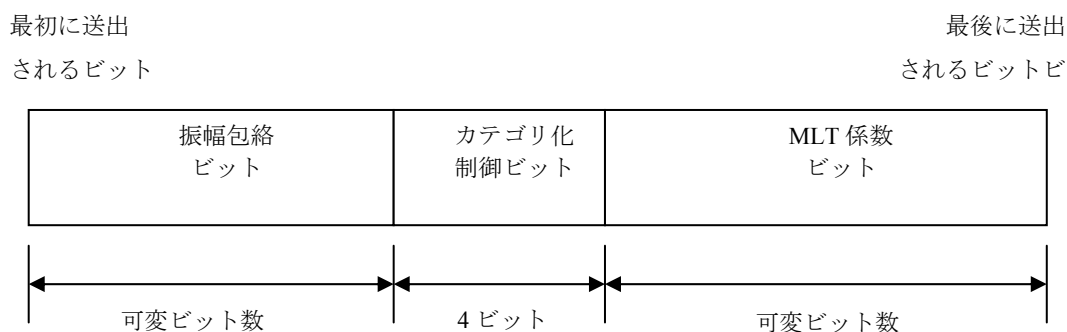 最初に送出
されるビット
最後に送出
されるビットビ
振幅包絡
ビット
カテゴリ化
制御ビット
MLT 係数
ビット
可変ビット数
4 ビット
可変ビット数